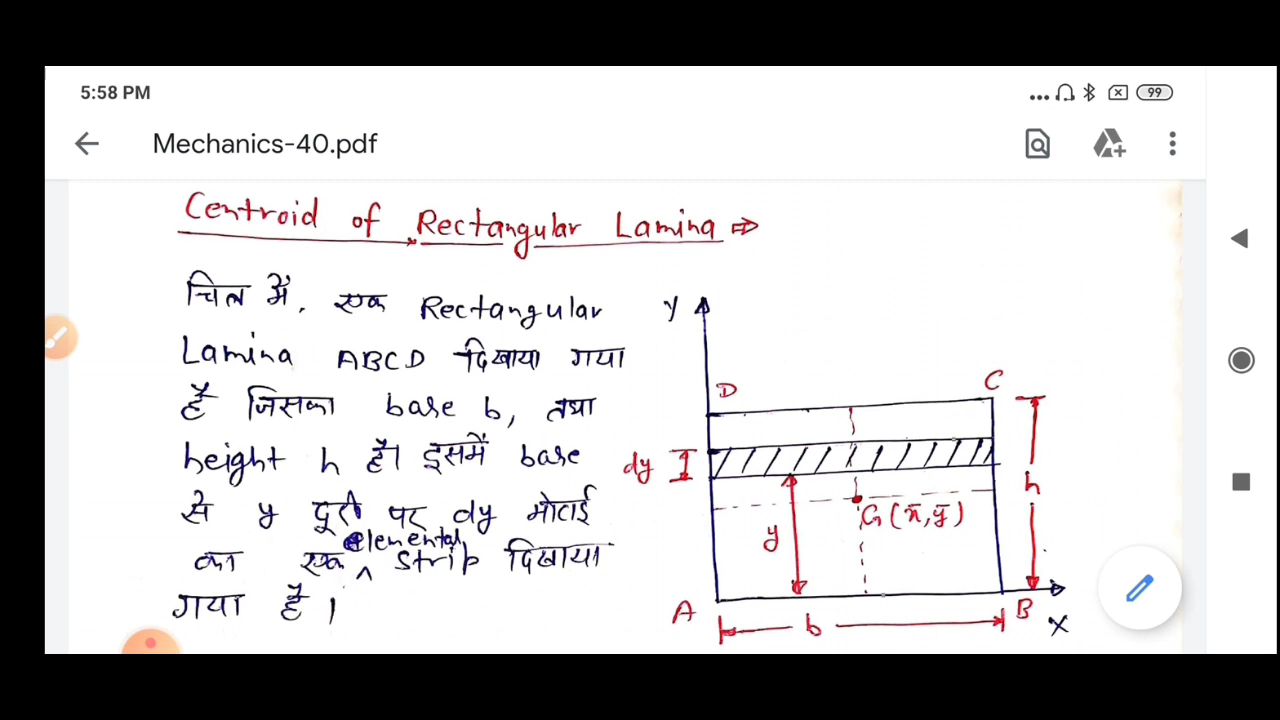 5:58 PM
99
Mechanics-40.pdf
Centroid of Rectangular Lamina ⇒
चित्र में, एक Rectangular
Lamina ABCD दिखाया गया
है जिसका base b, तथा
height h है। इसमें base
से y दूरी पर dy मोटाई
का एक elemental strip दिखाया
गया है।
Y
D
C
dy
h
G(x̄,ȳ)
y
A
b
B
X